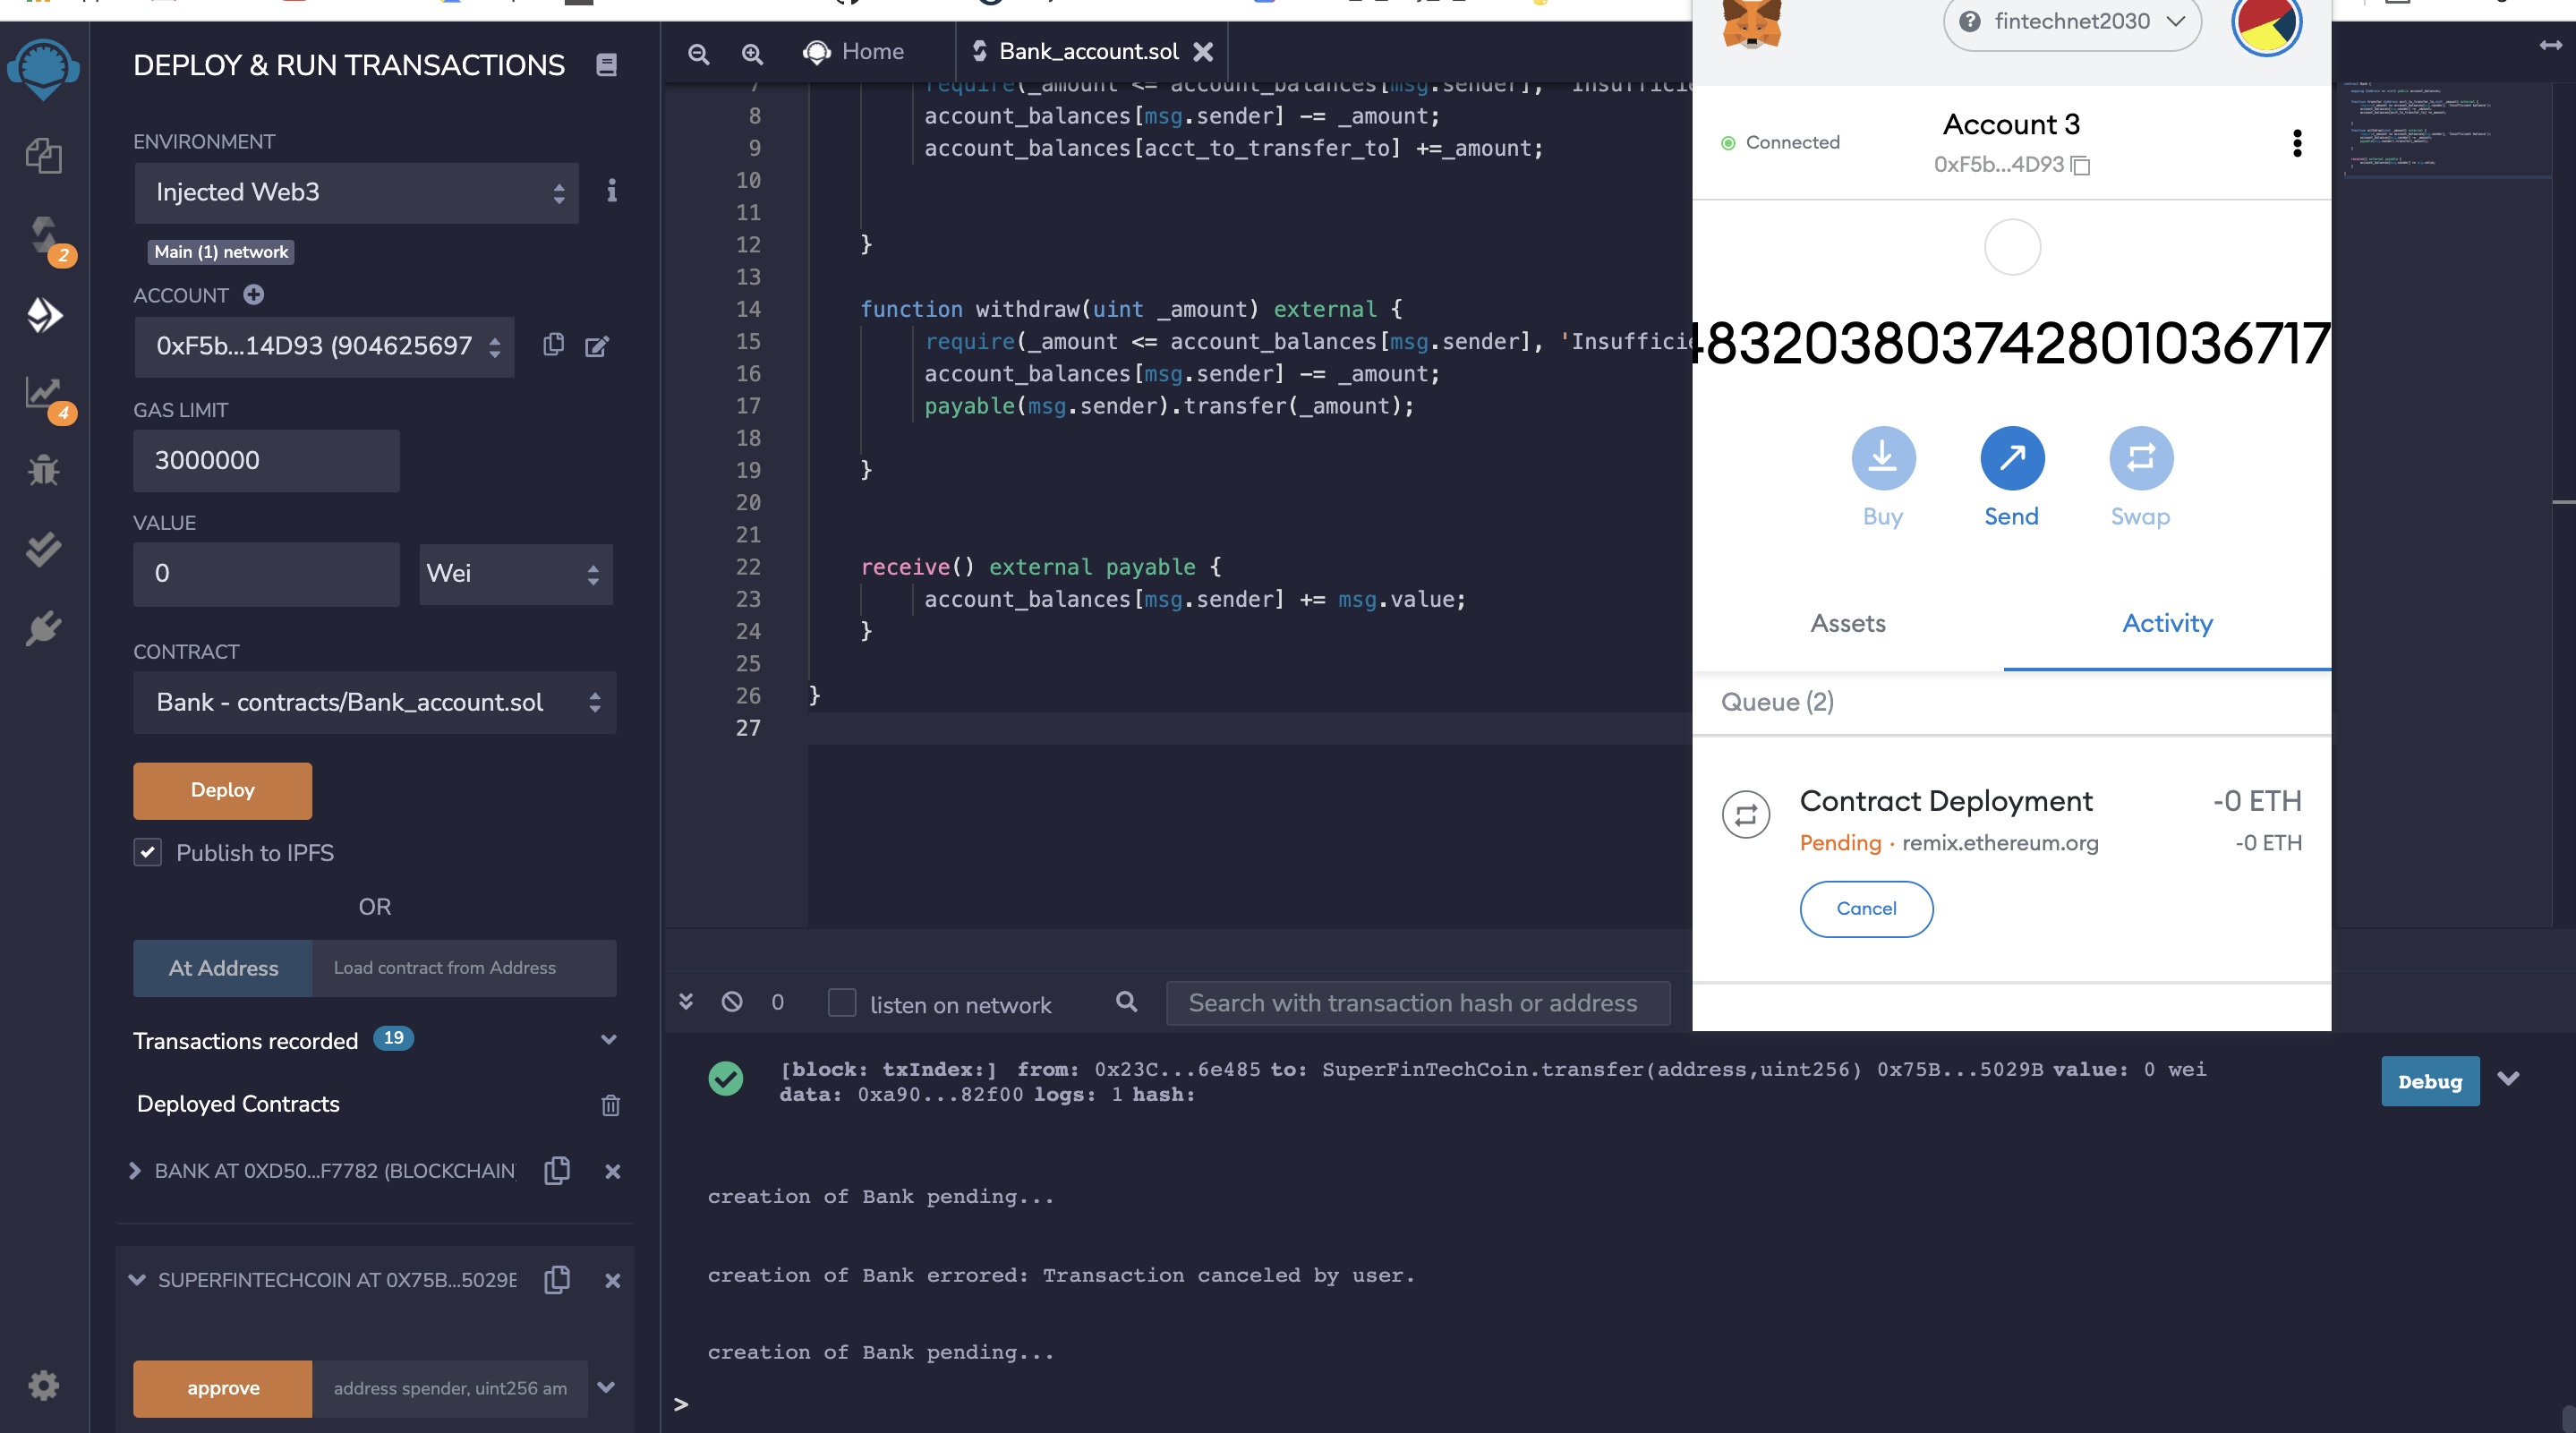 DEPLOY & RUN TRANSACTIONS
ENVIRONMENT
Injected Web3
Main (1) network
ACCOUNT
0xF5b...14D93 (904625697
GAS LIMIT
3000000
VALUE
0
Wei
CONTRACT
Bank - contracts/Bank_account.sol
Deploy
Publish to IPFS
OR
At Address
Load contract from Address
Transactions recorded 19
Deployed Contracts
BANK AT 0XD50...F7782 (BLOCKCHAIN
SUPERFINTECHCOIN AT 0X75B...5029E
approve
address spender, uint256 am
2
4
Home
Bank_account.sol
7 require(_amount <= account_balances[msg.sender], 'Insufficie
8 account_balances[msg.sender] -= _amount;
9 account_balances[acct_to_transfer_to] +=_amount;
10
11
12 }
13
14 function withdraw(uint _amount) external {
15 require(_amount <= account_balances[msg.sender], 'Insufficie
16 account_balances[msg.sender] -= _amount;
17 payable(msg.sender).transfer(_amount);
18
19 }
20
21
22 receive() external payable {
23 account_balances[msg.sender] += msg.value;
24 }
25
26 }
27
fintechnet2030
Connected
Account 3
0xF5b...4D93
483203803742801036717
Buy
Send
Swap
Assets
Activity
Queue (2)
Contract Deployment
-0 ETH
Pending · remix.ethereum.org
-0 ETH
Cancel
0
listen on network
Search with transaction hash or address
[block: txIndex:] from: 0x23C...6e485 to: SuperFinTechCoin.transfer(address,uint256) 0x75B...5029B value: 0 wei
data: 0xa90...82f00 logs: 1 hash:
Debug
creation of Bank pending...
creation of Bank errored: Transaction canceled by user.
creation of Bank pending...
>